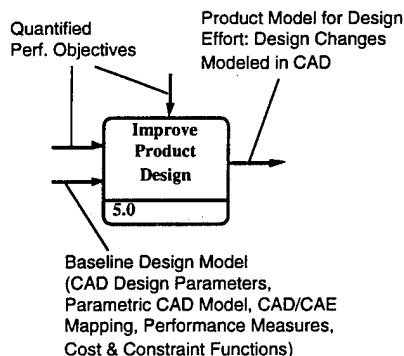 Quantified
Perf. Objectives
Product Model for Design
Effort: Design Changes
Modeled in CAD
Improve
Product
Design
5.0
Baseline Design Model
(CAD Design Parameters,
Parametric CAD Model, CAD/CAE
Mapping, Performance Measures,
Cost & Constraint Functions)